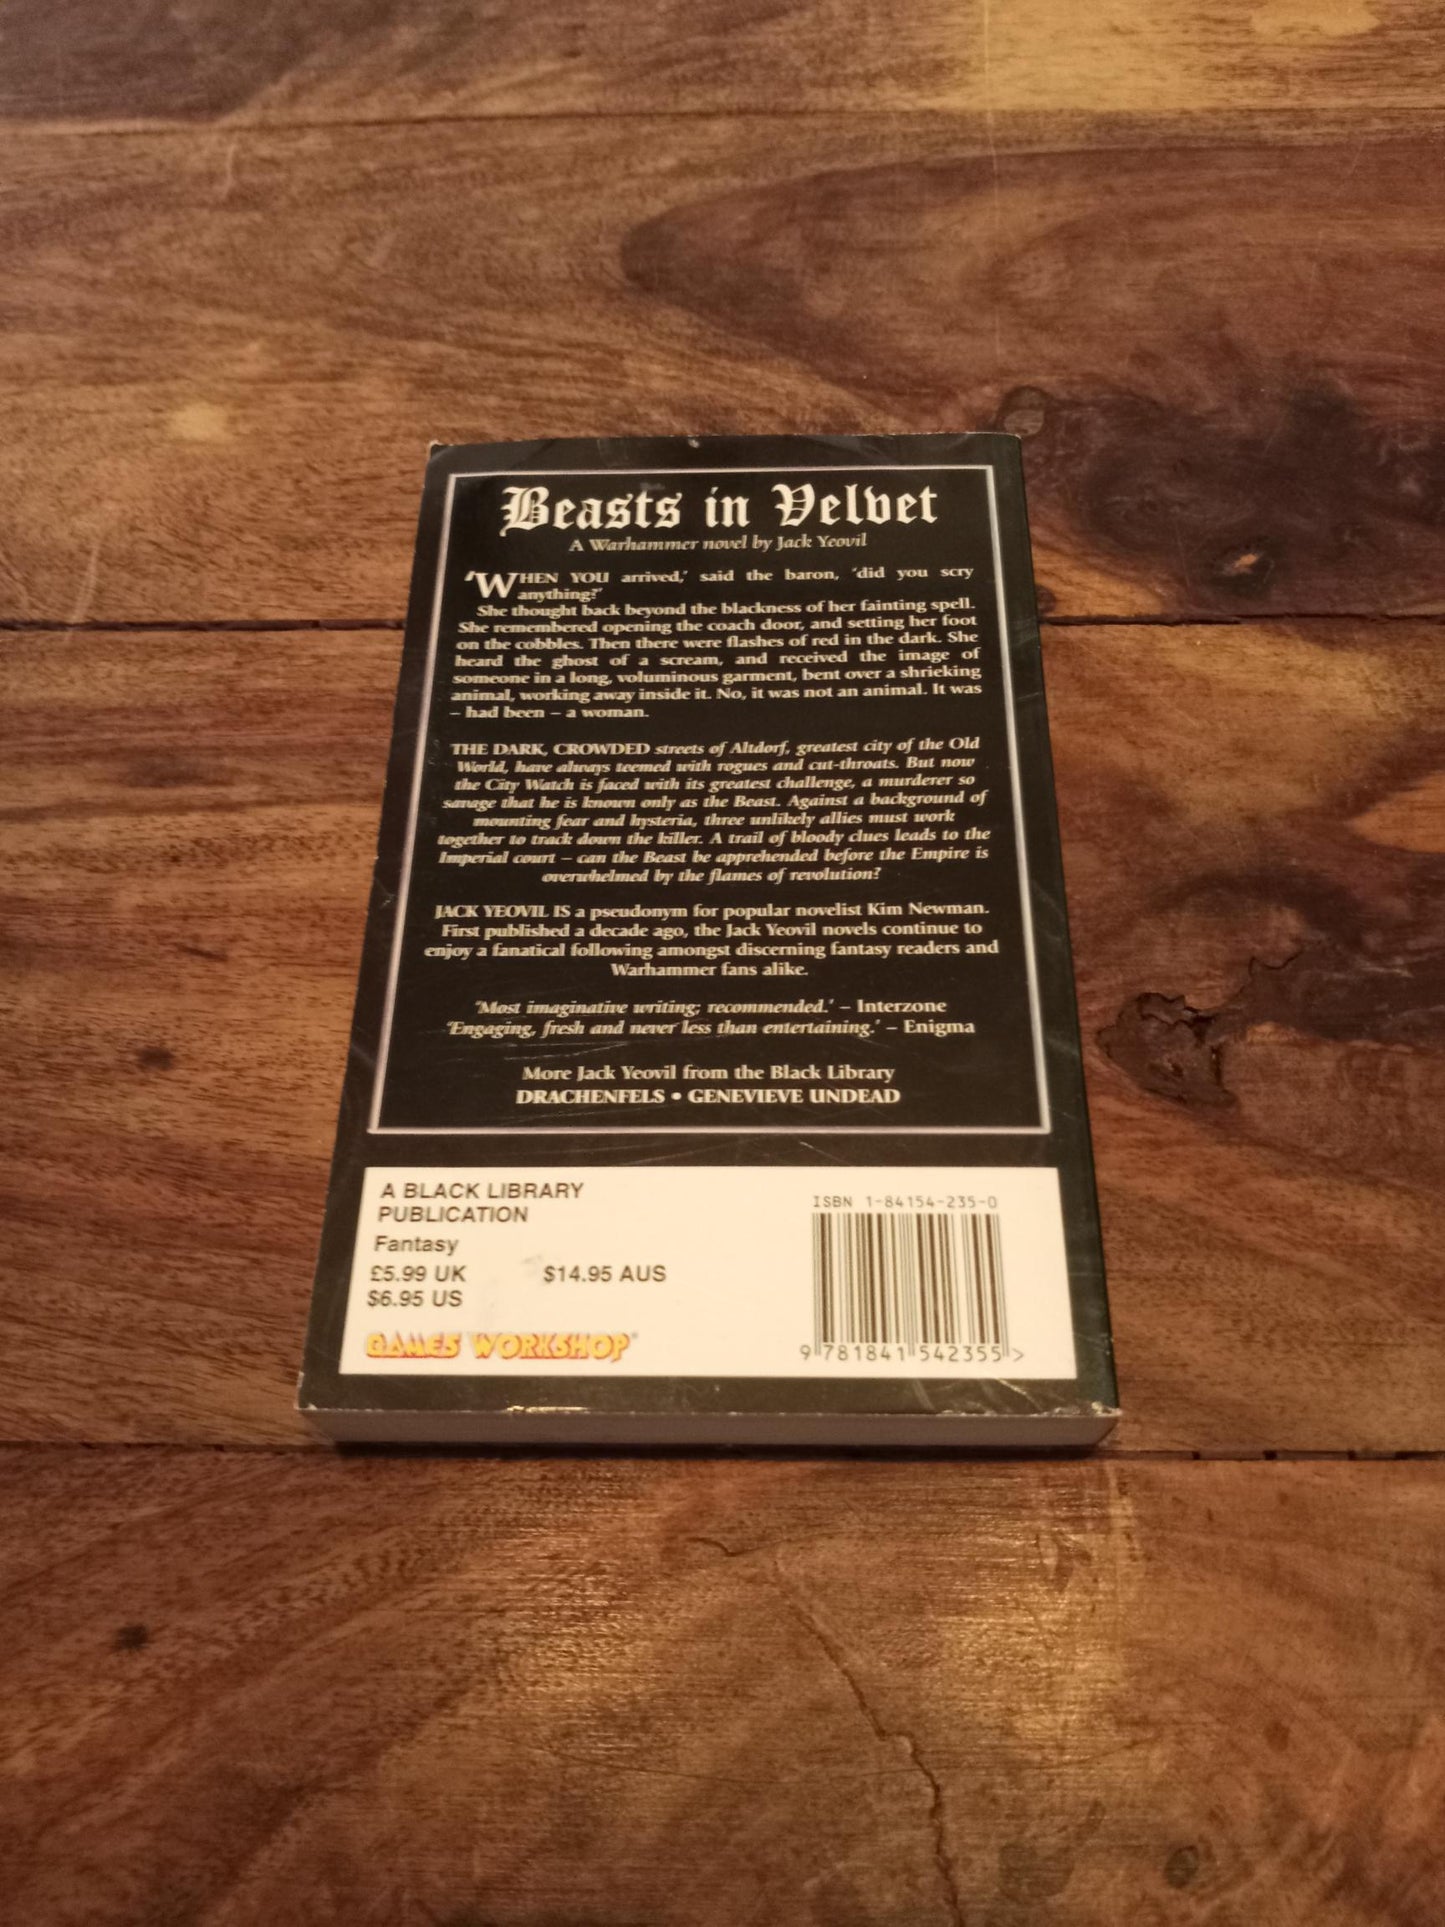 Beasts in Velvet
A Warhammer novel by Jack Yeovil
'WHEN YOU arrived,' said the baron, 'did you scry
anything?'
She thought back beyond the blackness of her fainting spell.
She remembered opening the coach door, and setting her foot
on the cobbles. Then there were flashes of red in the dark. She
heard the ghost of a scream, and received the image of
someone in a long, voluminous garment, bent over a shrieking
animal, working away inside it. No, it was not an animal. It was
– had been – a woman.
THE DARK, CROWDED streets of Altdorf, greatest city of the Old
World, have always teemed with rogues and cut-throats. But now
the City Watch is faced with its greatest challenge, a murderer so
savage that he is known only as the Beast. Against a background of
mounting fear and hysteria, three unlikely allies must work
together to track down the killer. A trail of bloody clues leads to the
Imperial court – can the Beast be apprehended before the Empire is
overwhelmed by the flames of revolution?
JACK YEOVIL IS a pseudonym for popular novelist Kim Newman.
First published a decade ago, the Jack Yeovil novels continue to
enjoy a fanatical following amongst discerning fantasy readers and
Warhammer fans alike.
'Most imaginative writing; recommended.' – Interzone
'Engaging, fresh and never less than entertaining.' – Enigma
More Jack Yeovil from the Black Library
DRACHENFELS • GENEVIEVE UNDEAD
A BLACK LIBRARY
PUBLICATION
Fantasy
£5.99 UK $14.95 AUS
$6.95 US
GAMES WORKSHOP®
ISBN 1-84154-235-0
9 781841 542355 >